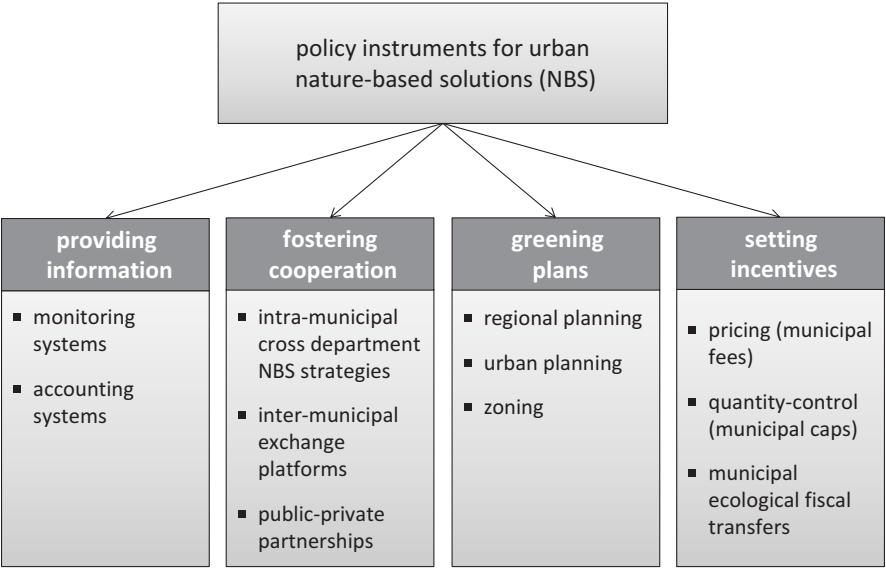 policy instruments for urban
nature-based solutions (NBS)
providing
information
▪ monitoring
systems
▪ accounting
systems
fostering
cooperation
▪ intra-municipal
cross department
NBS strategies
▪ inter-municipal
exchange
platforms
▪ public-private
partnerships
greening
plans
▪ regional planning
▪ urban planning
▪ zoning
setting
incentives
▪ pricing (municipal
fees)
▪ quantity-control
(municipal caps)
▪ municipal
ecological fiscal
transfers